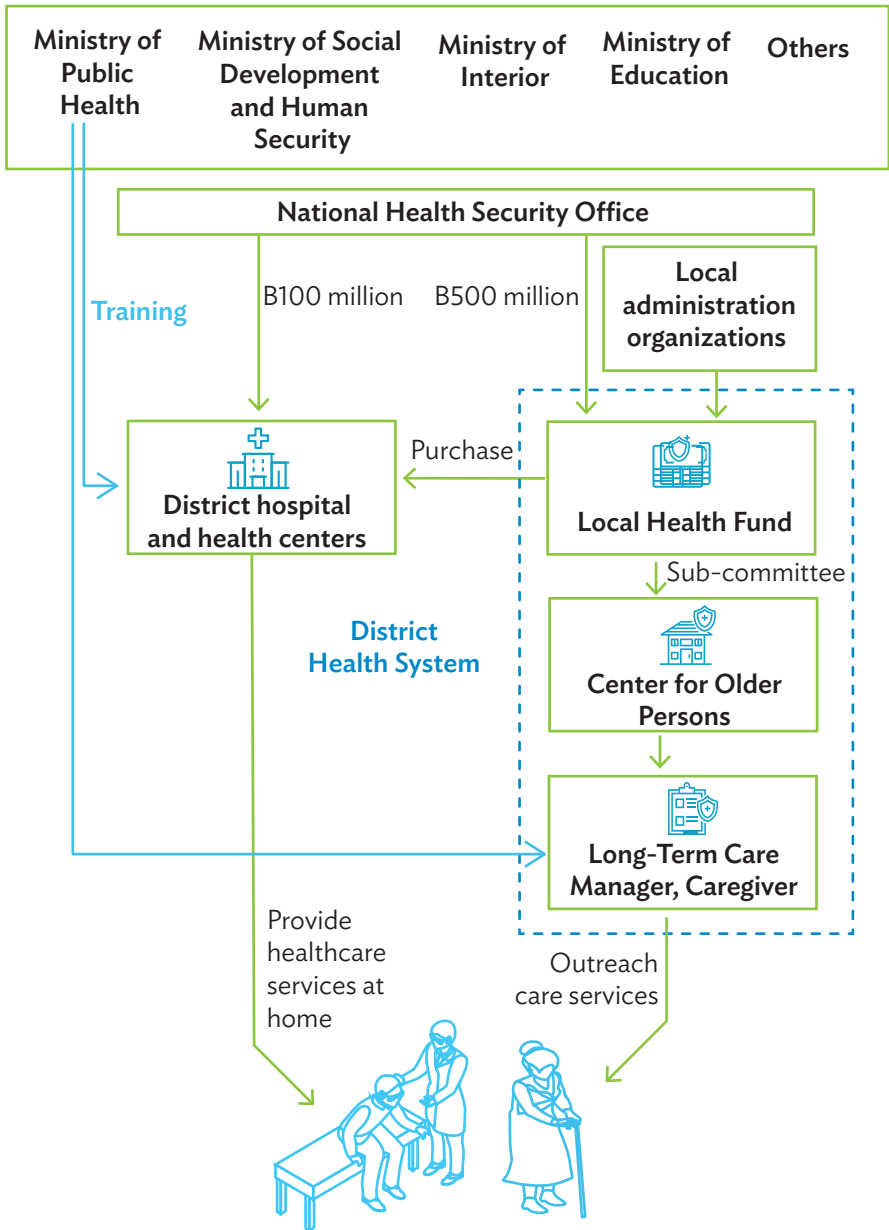 Ministry of
Public
Health
Ministry of Social
Development
and Human
Security
Ministry of
Interior
Ministry of
Education
Others
National Health Security Office
Training
B100 million
B500 million
Local
administration
organizations
District hospital
and health centers
Purchase
Local Health Fund
Sub-committee
District
Health System
Center for Older
Persons
Long-Term Care
Manager, Caregiver
Provide
healthcare
services at
home
Outreach
care services